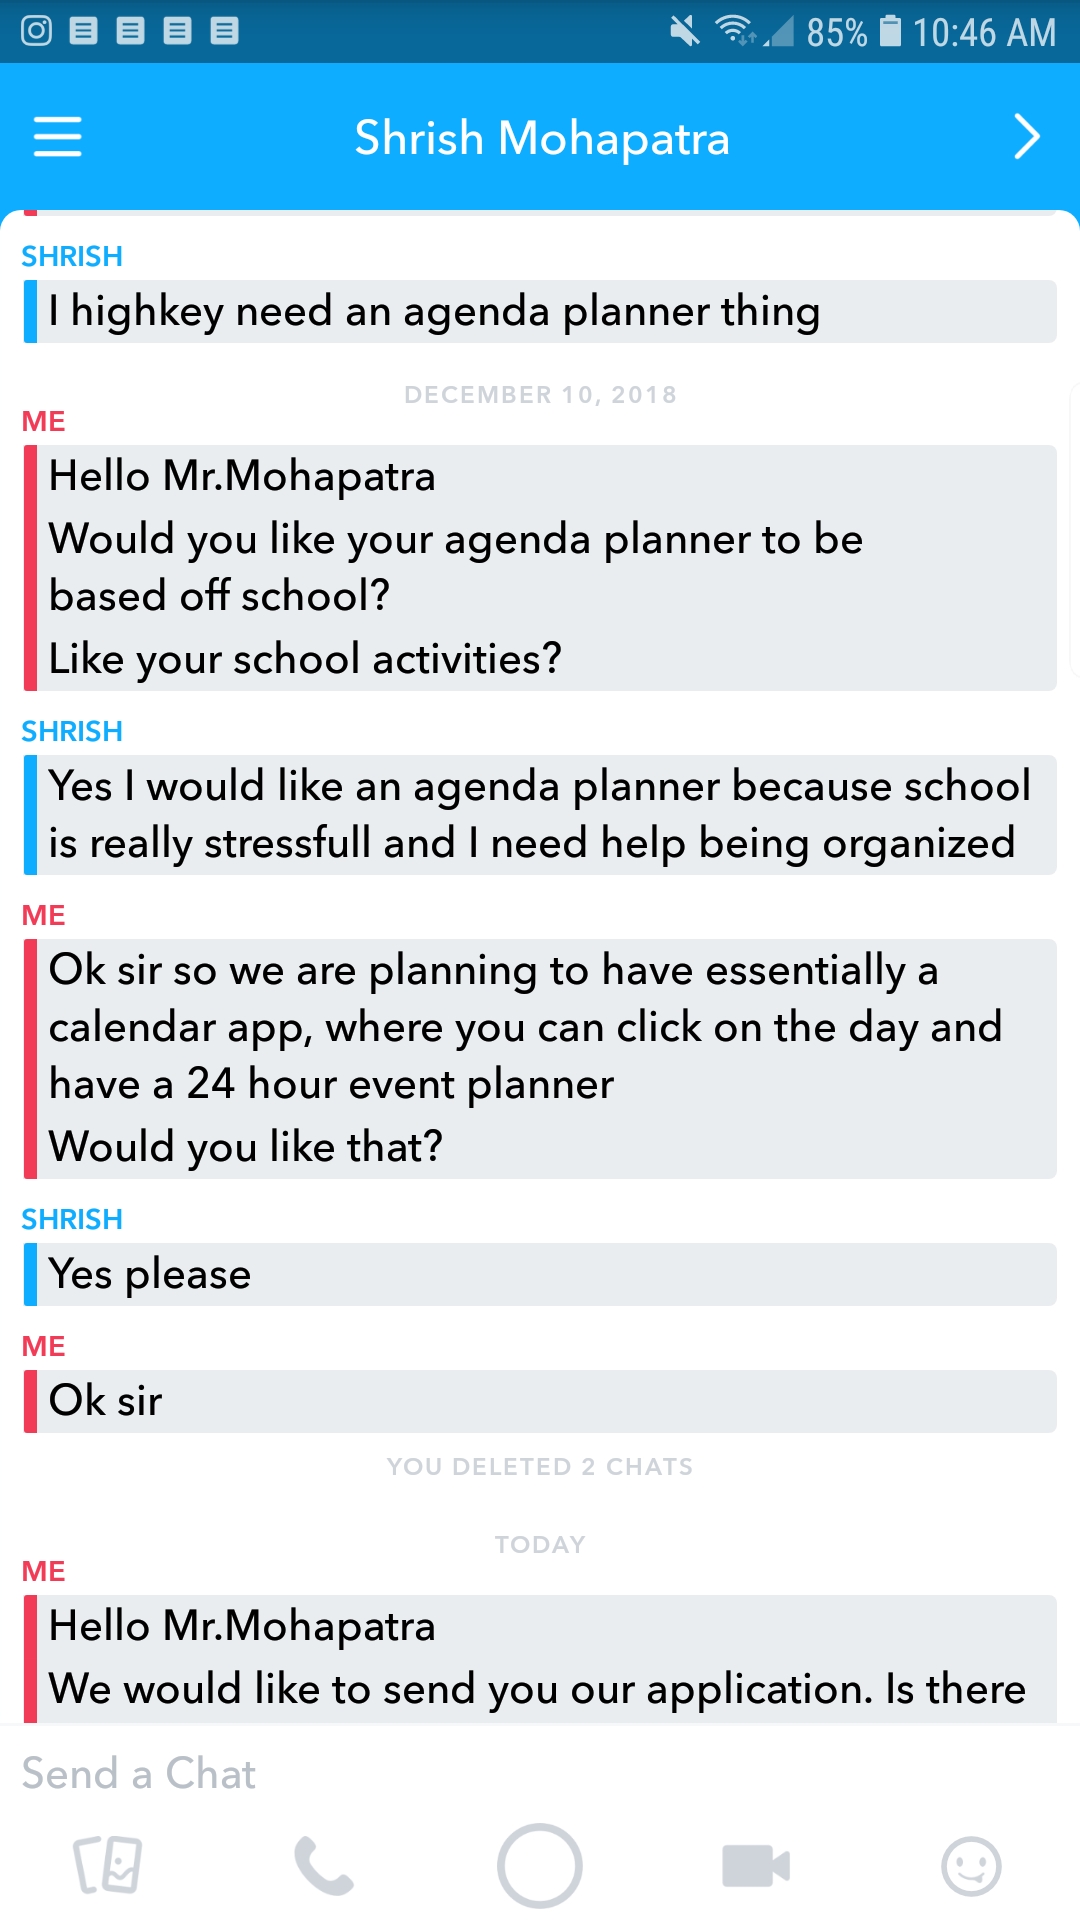 85% 10:46 AM
Shrish Mohapatra
SHRISH
I highkey need an agenda planner thing
DECEMBER 10, 2018
ME
Hello Mr.Mohapatra
Would you like your agenda planner to be
based off school?
Like your school activities?
SHRISH
Yes I would like an agenda planner because school
is really stressfull and I need help being organized
ME
Ok sir so we are planning to have essentially a
calendar app, where you can click on the day and
have a 24 hour event planner
Would you like that?
SHRISH
Yes please
ME
Ok sir
YOU DELETED 2 CHATS
TODAY
ME
Hello Mr.Mohapatra
We would like to send you our application. Is there
Send a Chat